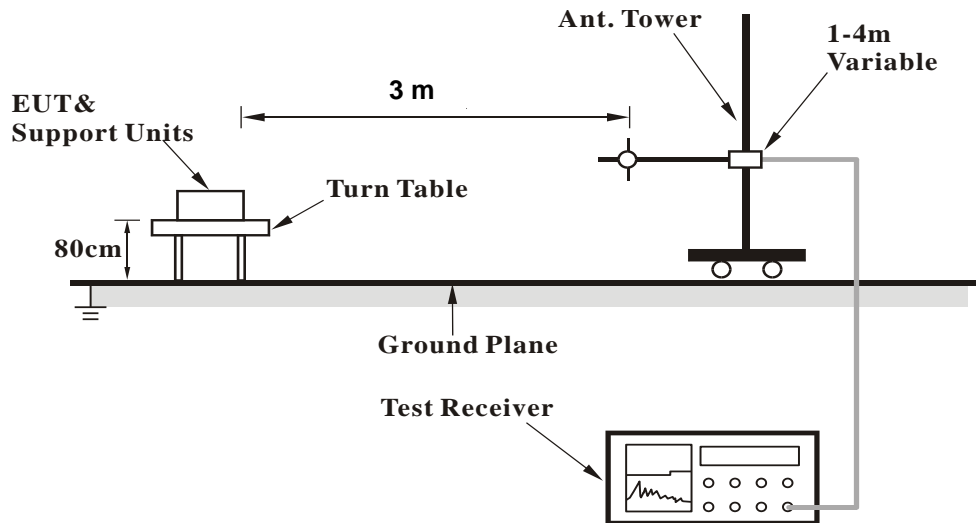 Ant. Tower
1-4m
Variable
3 m
EUT&
Support Units
Turn Table
80cm
Ground Plane
Test Receiver